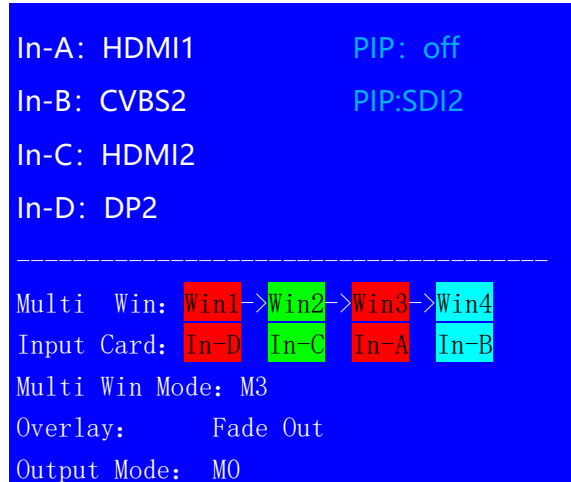 In-A: HDMI1 PIP: off
In-B: CVBS2 PIP:SDI2
In-C: HDMI2
In-D: DP2
--------------------------------------
Multi Win: Win1->Win2->Win3->Win4
Input Card: In-D In-C In-A In-B
Multi Win Mode: M3
Overlay: Fade Out
Output Mode: M0